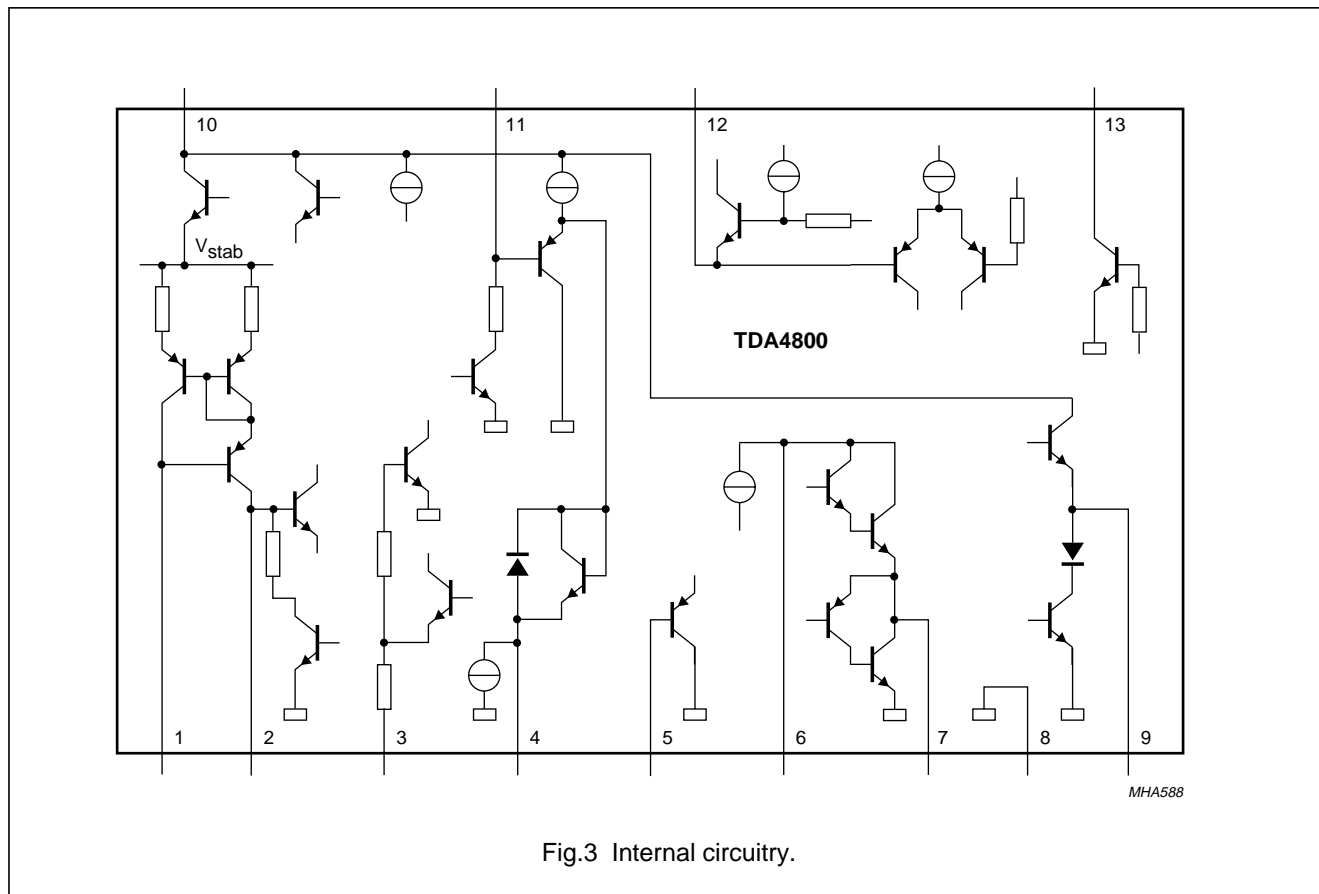 10 11 12 13
V_stab
TDA4800
1 2 3 4 5 6 7 8 9
MHA588
Fig.3 Internal circuitry.